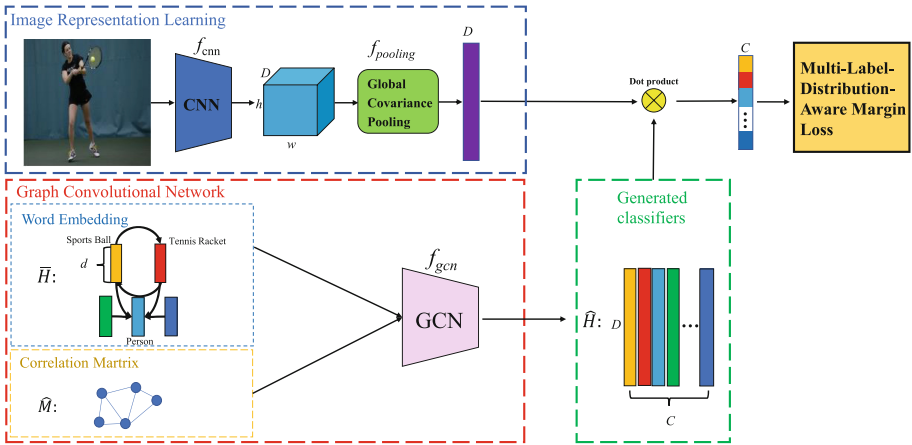 Image Representation Learning
f_cnn
CNN
D
h
w
f_pooling
Global
Covariance
Pooling
D
Dot product
C
Multi-Label-
Distribution-
Aware Margin
Loss
Graph Convolutional Network
Word Embedding
Sports Ball
Tennis Racket
d
H̅:
Person
Correlation Martrix
M̂:
f_gcn
GCN
Generated
classifiers
Ĥ:
D
...
C